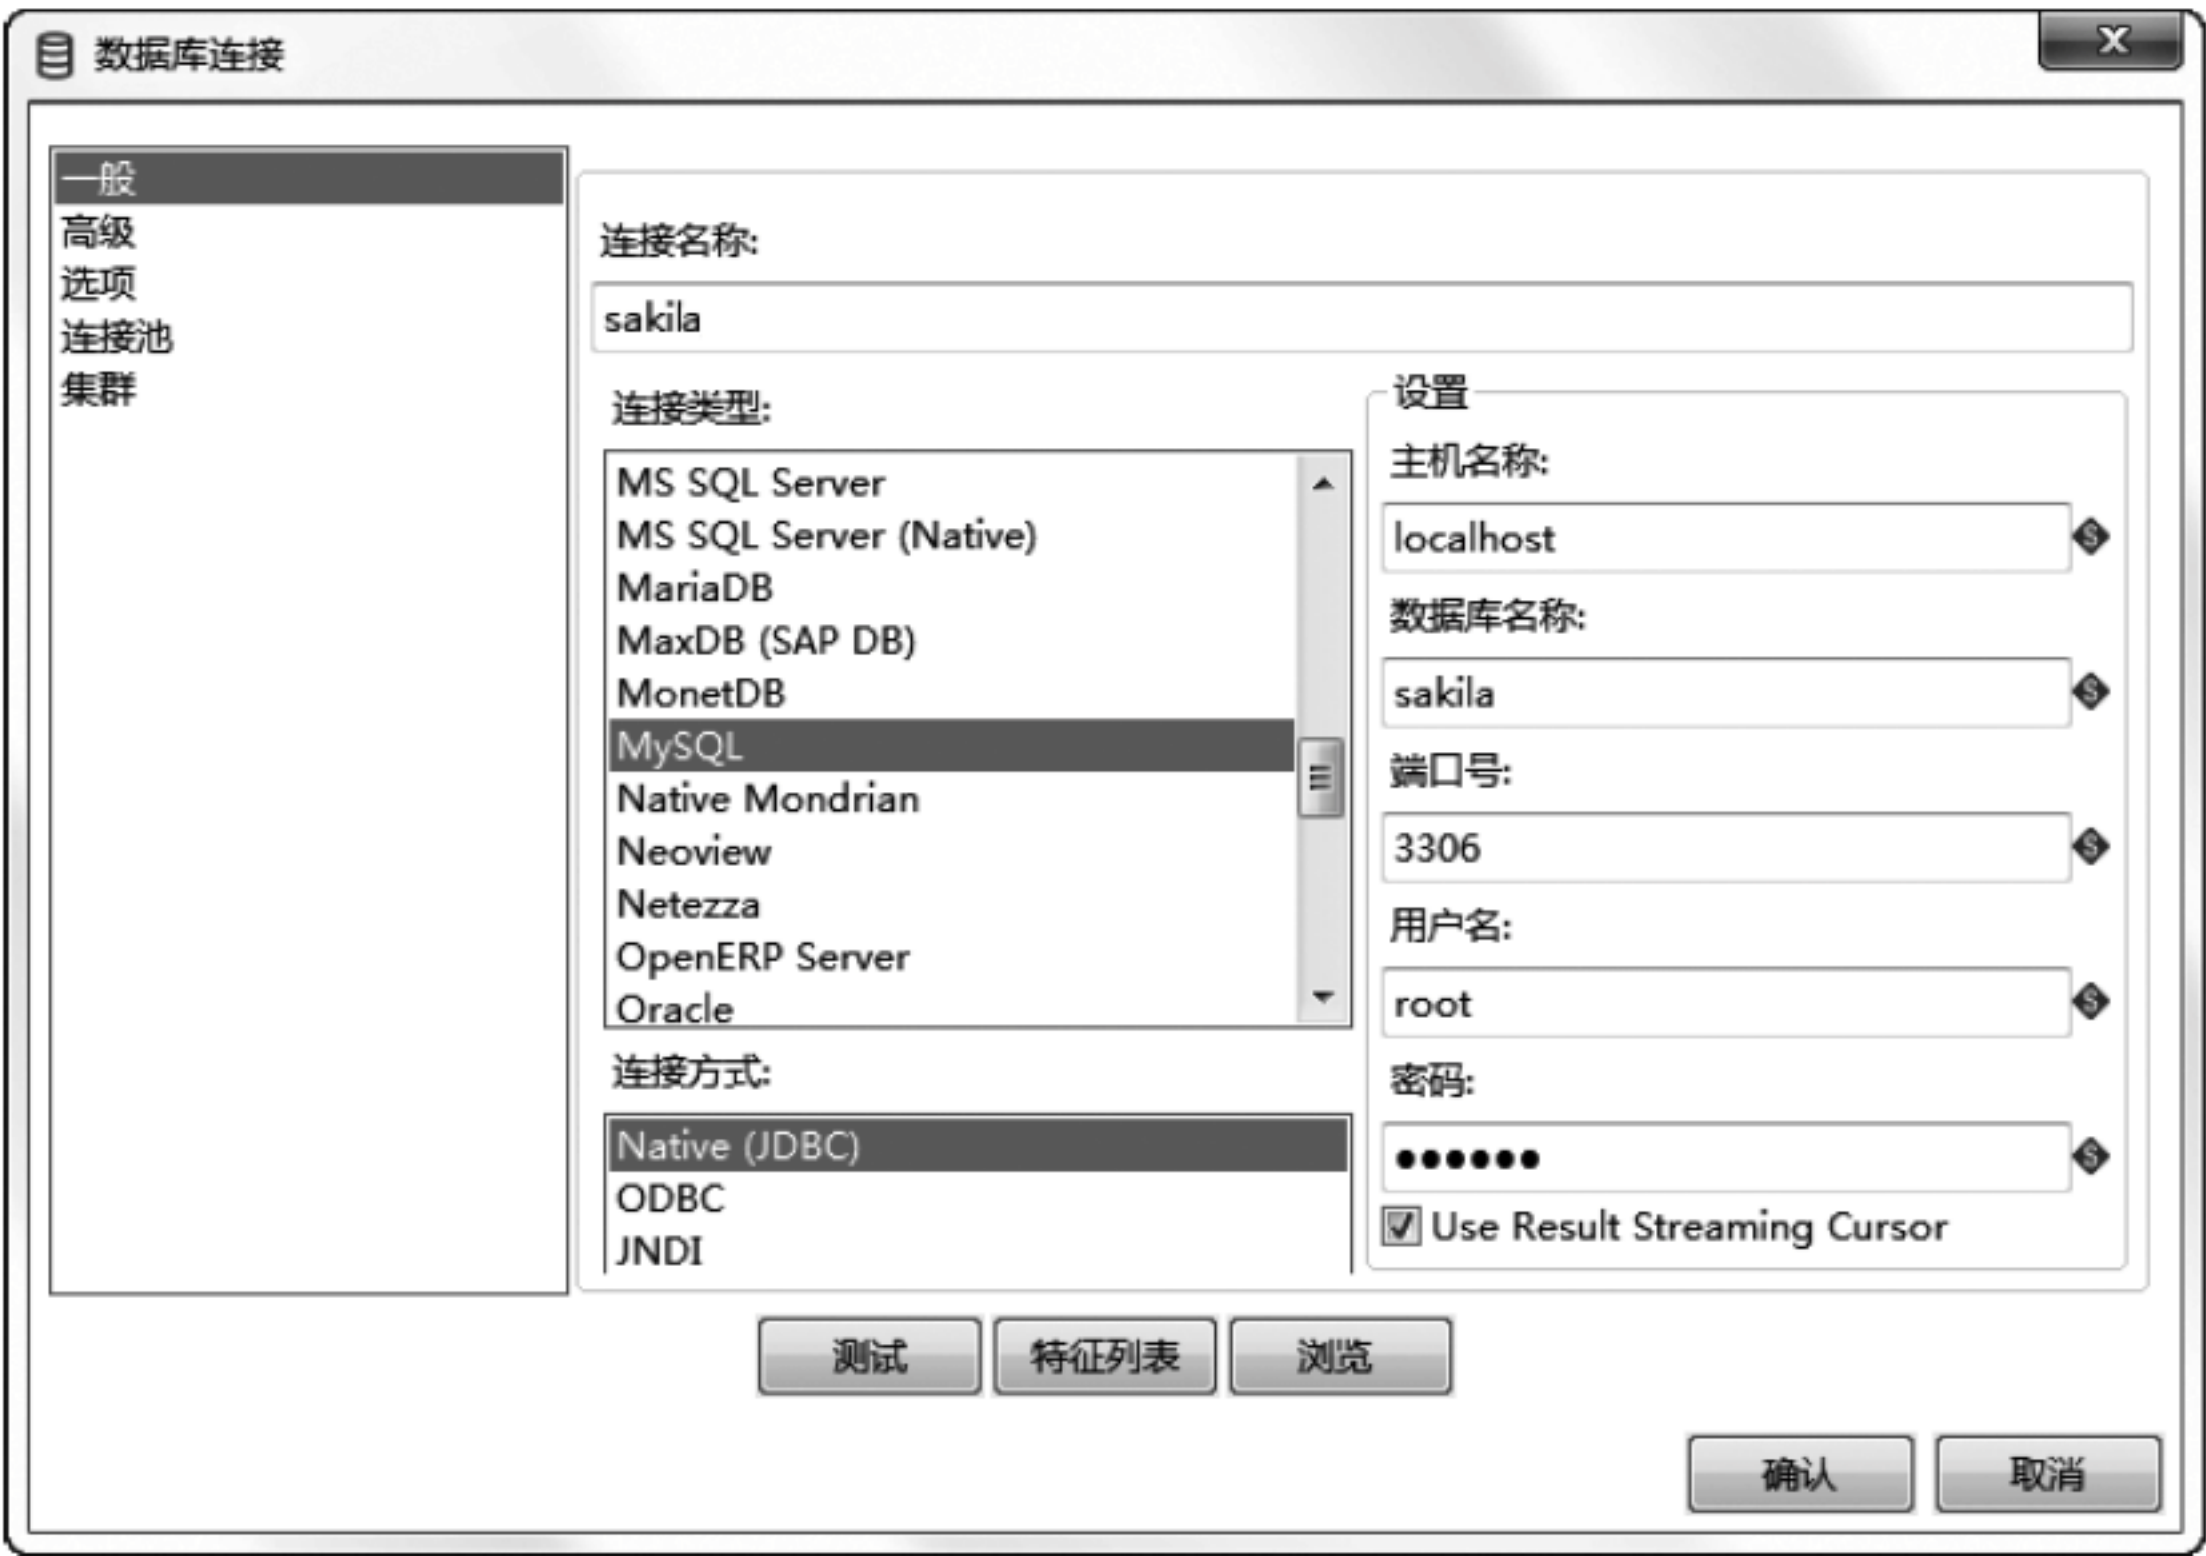 数据库连接
一般
高级
选项
连接池
集群
连接名称:
sakila
连接类型:
MS SQL Server
MS SQL Server (Native)
MariaDB
MaxDB (SAP DB)
MonetDB
MySQL
Native Mondrian
Neoview
Netezza
OpenERP Server
Oracle
连接方式:
Native (JDBC)
ODBC
JNDI
设置
主机名称:
localhost
数据库名称:
sakila
端口号:
3306
用户名:
root
密码:
●●●●●●
Use Result Streaming Cursor
测试 特征列表 浏览
确认 取消